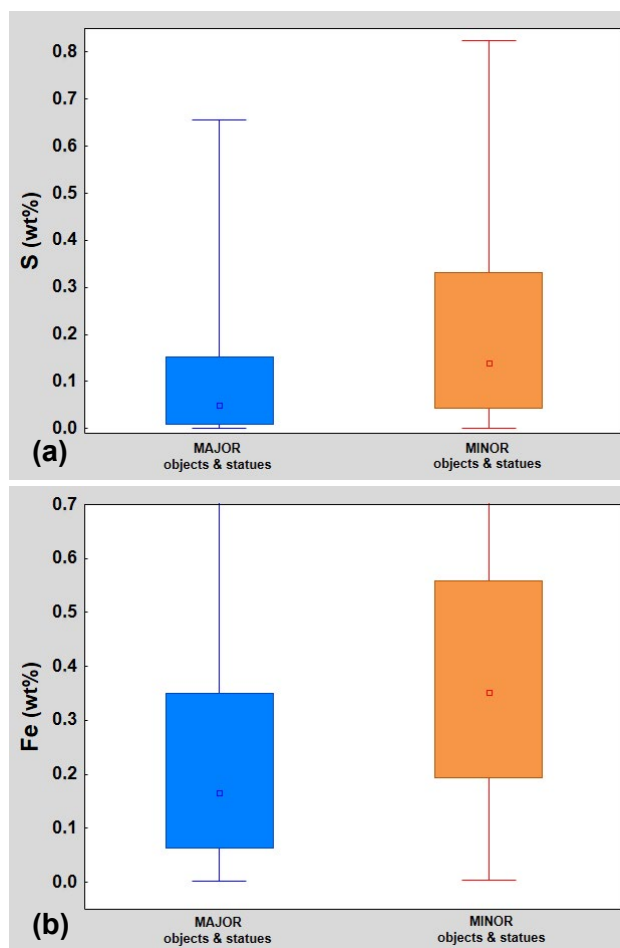 0.8
0.7
0.6
0.5
0.4
0.3
0.2
0.1
0.0
S (wt%)
(a)
MAJOR
objects & statues
MINOR
objects & statues
0.7
0.6
0.5
0.4
0.3
0.2
0.1
0.0
Fe (wt%)
(b)
MAJOR
objects & statues
MINOR
objects & statues